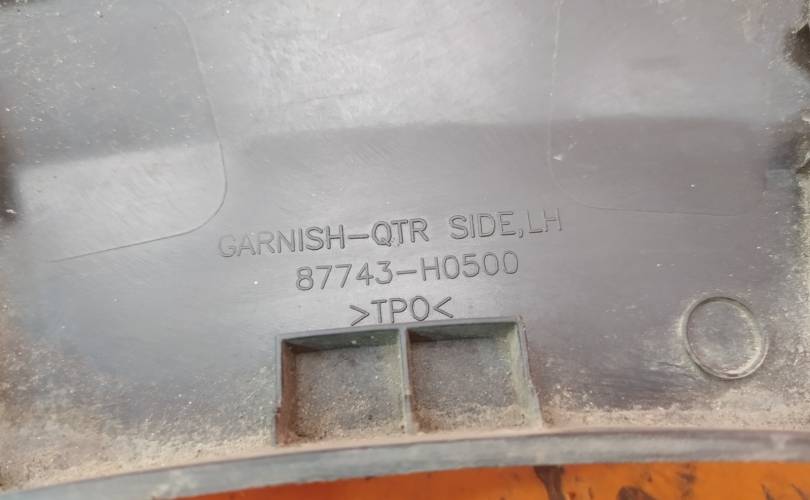 GARNISH-QTR SIDE,LH
87743-H0500
>TPO<